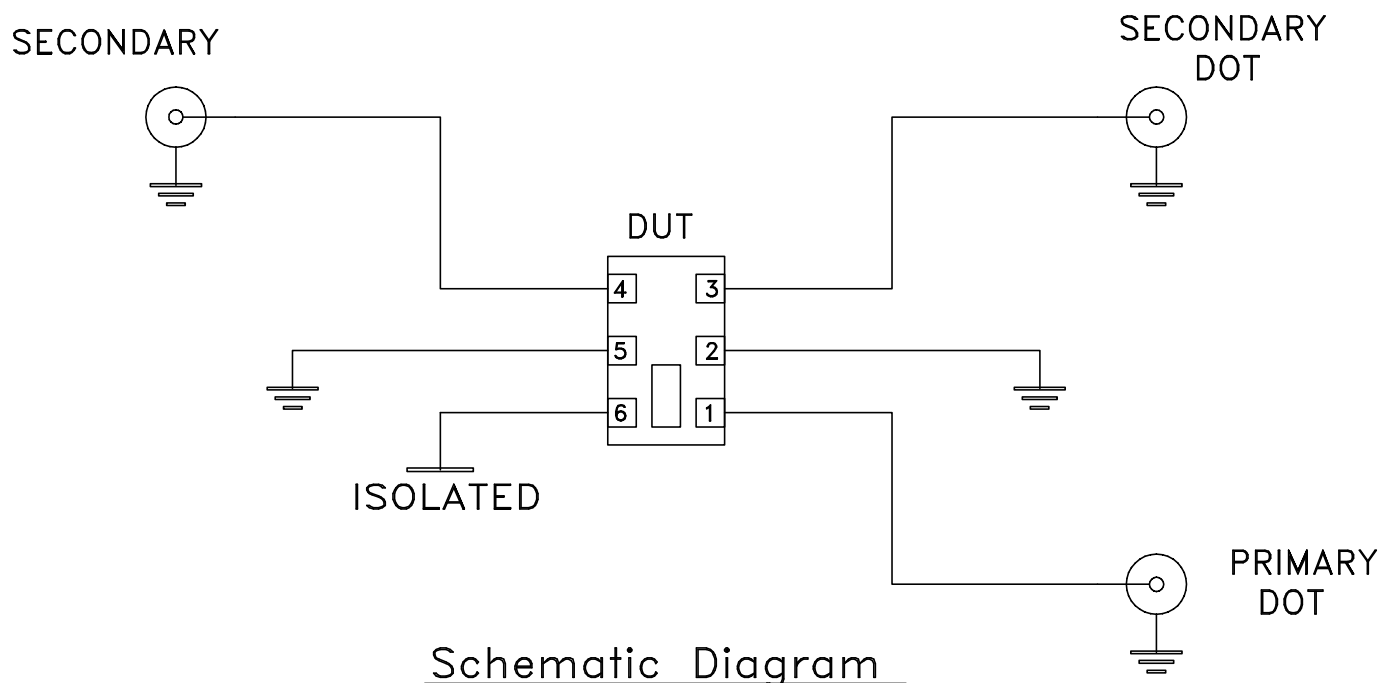 SECONDARY
SECONDARY
DOT
DUT
4
3
5
2
6
1
ISOLATED
PRIMARY
DOT
Schematic Diagram